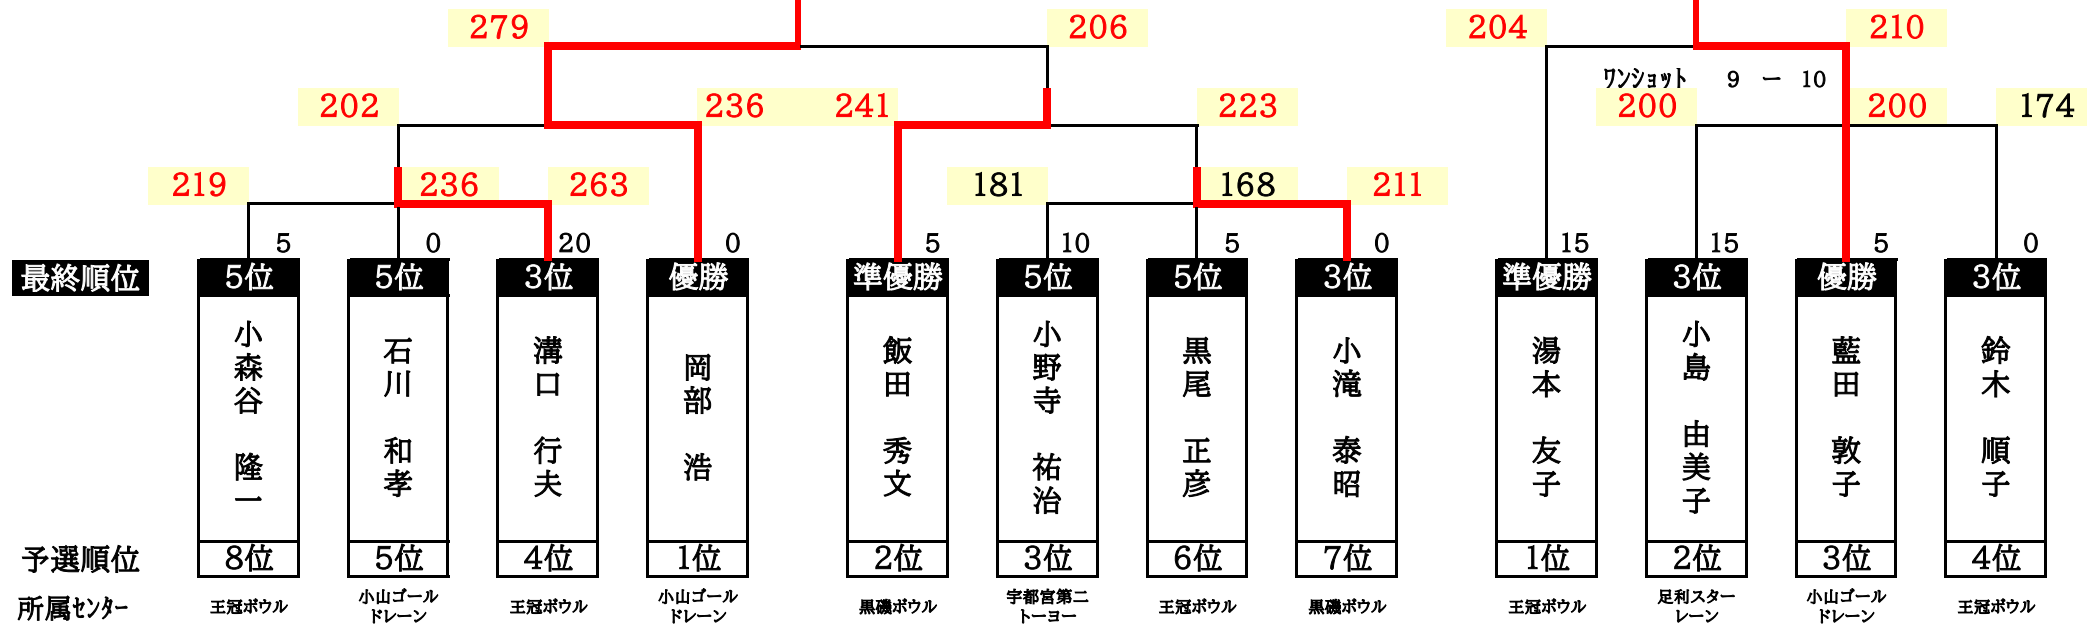 279 206 204 210
ワンショット 9 ー 10
202 236 241 223 200 200 174
219 236 263 181 168 211
5 0 20 0 5 10 5 0 15 15 5 0
最終順位 5位 5位 3位 優勝 準優勝 5位 5位 3位 準優勝 3位 優勝 3位
小森谷 隆一
石川 和孝
溝口 行夫
岡部 浩
飯田 秀文
小野寺 祐治
黒尾 正彦
小滝 泰昭
湯本 友子
小島 由美子
藍田 敦子
鈴木 順子
予選順位 8位 5位 4位 1位 2位 3位 6位 7位 1位 2位 3位 4位
所属センター
王冠ボウル
小山ゴール
ドレーン
王冠ボウル
小山ゴール
ドレーン
黒磯ボウル
宇都宮第二
トーヨー
王冠ボウル
黒磯ボウル
王冠ボウル
足利スター
レーン
小山ゴール
ドレーン
王冠ボウル